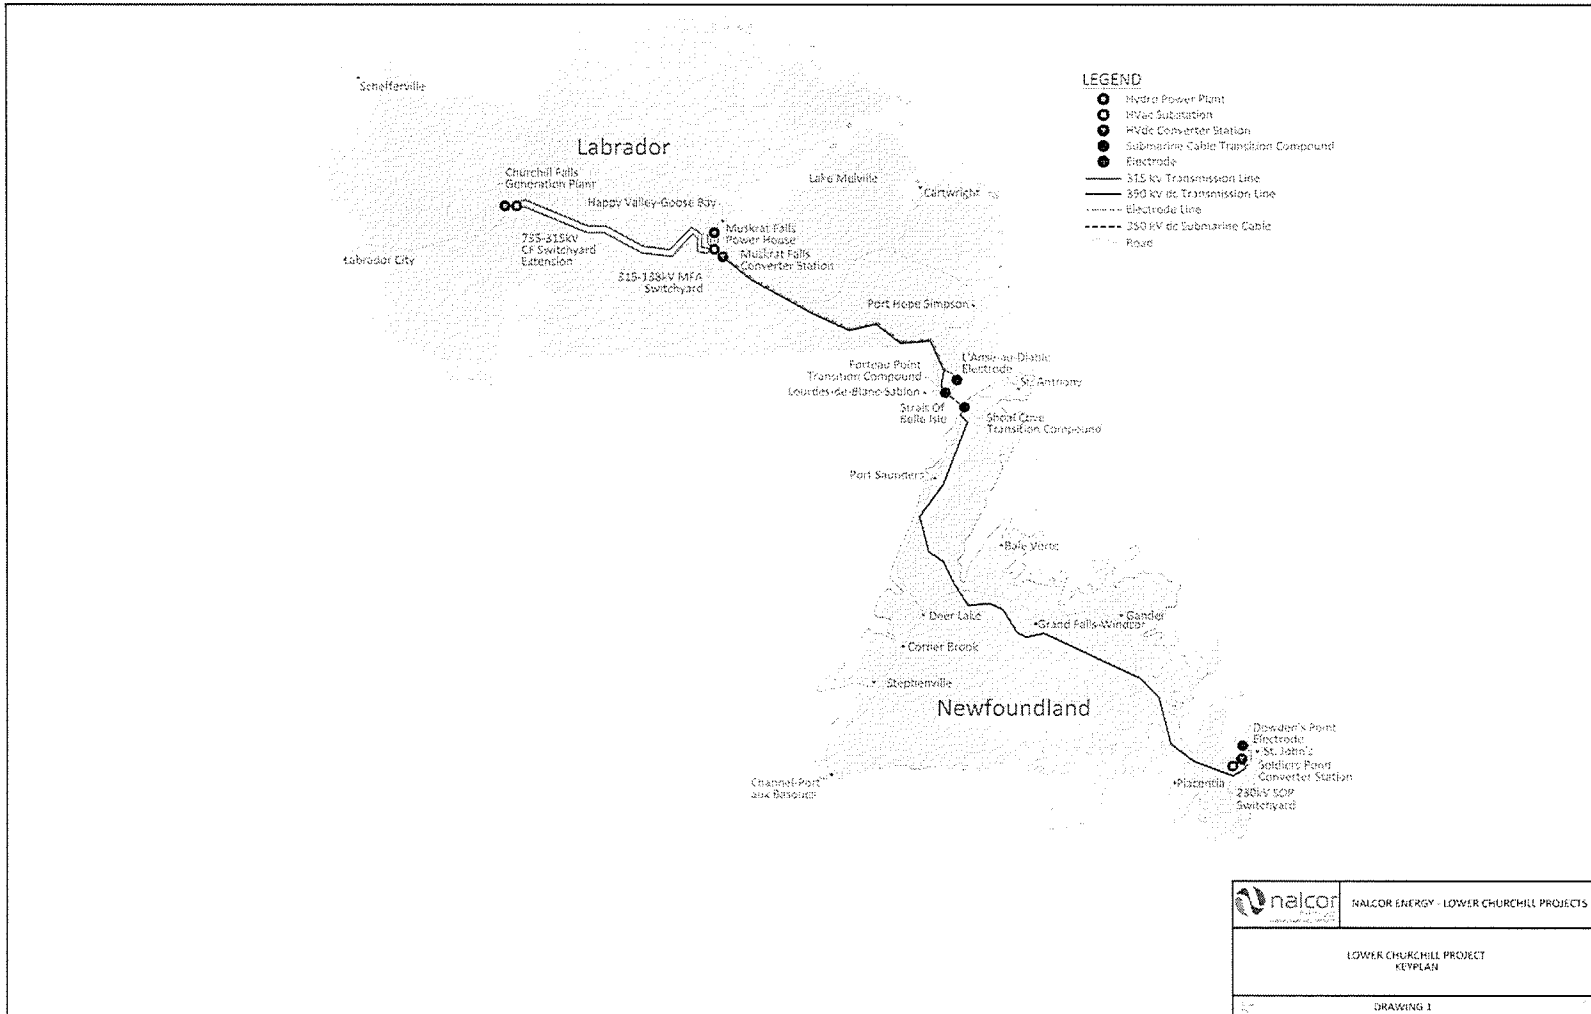 Schefferville
Labrador
Churchill Falls
Generation Plant
Happy Valley-Goose Bay
Lake Melville
Cartwright
Muskrat Falls
Power House
Muskrat Falls
Converter Station
735-315kV
CF Switchyard
Extension
315-138kV MFA
Switchyard
Labrador City
Port Hope Simpson
Forteau Point
Transition Compound
L'Anse-au-Diable
Electrode
Lourdes-de-Blanc-Sablon
St. Anthony
Strait Of
Belle Isle
Shoal Cove
Transition Compound
Port Saunders
Baie Verte
Deer Lake
Grand Falls-Windsor
Gander
Corner Brook
Stephenville
Newfoundland
Channel-Port
aux Basques
Dowden's Point
Electrode
St. John's
Soldiers Pond
Converter Station
Placentia
230kV SOP
Switchyard
LEGEND
Hydro Power Plant
HVac Substation
HVdc Converter Station
Submarine Cable Transition Compound
Electrode
315 kV Transmission Line
350 kV dc Transmission Line
Electrode Line
350 kV dc Submarine Cable
Road
nalcor
NALCOR ENERGY - LOWER CHURCHILL PROJECTS
LOWER CHURCHILL PROJECT
KEYPLAN
DRAWING 1